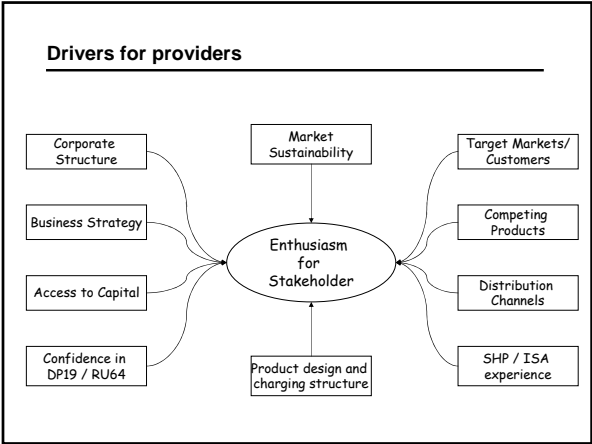 Drivers for providers
Corporate
Structure
Market
Sustainability
Target Markets/
Customers
Business Strategy
Competing
Products
Enthusiasm
for
Stakeholder
Access to Capital
Distribution
Channels
Confidence in
DP19 / RU64
Product design and
charging structure
SHP / ISA
experience